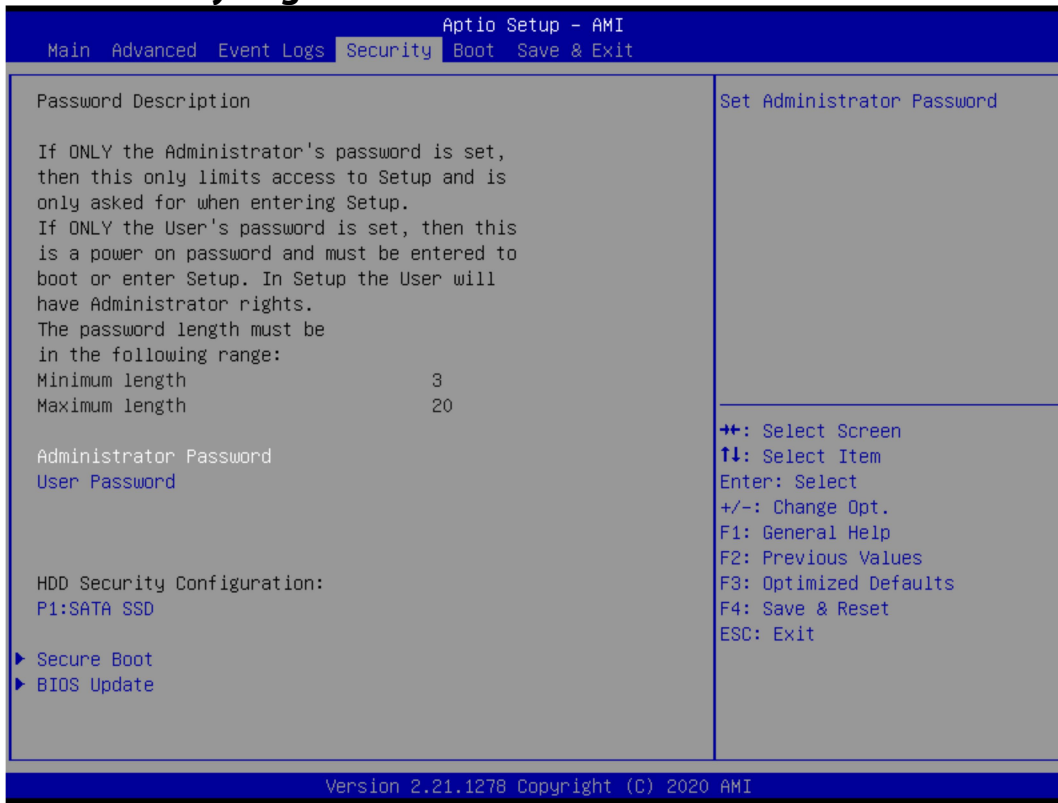 Aptio Setup – AMI
Main Advanced Event Logs Security Boot Save & Exit
Password Description
If ONLY the Administrator's password is set,
then this only limits access to Setup and is
only asked for when entering Setup.
If ONLY the User's password is set, then this
is a power on password and must be entered to
boot or enter Setup. In Setup the User will
have Administrator rights.
The password length must be
in the following range:
Minimum length 3
Maximum length 20
Administrator Password
User Password
HDD Security Configuration:
P1:SATA SSD
▶ Secure Boot
▶ BIOS Update
Set Administrator Password
→←: Select Screen
↑↓: Select Item
Enter: Select
+/-: Change Opt.
F1: General Help
F2: Previous Values
F3: Optimized Defaults
F4: Save & Reset
ESC: Exit
Version 2.21.1278 Copyright (C) 2020 AMI